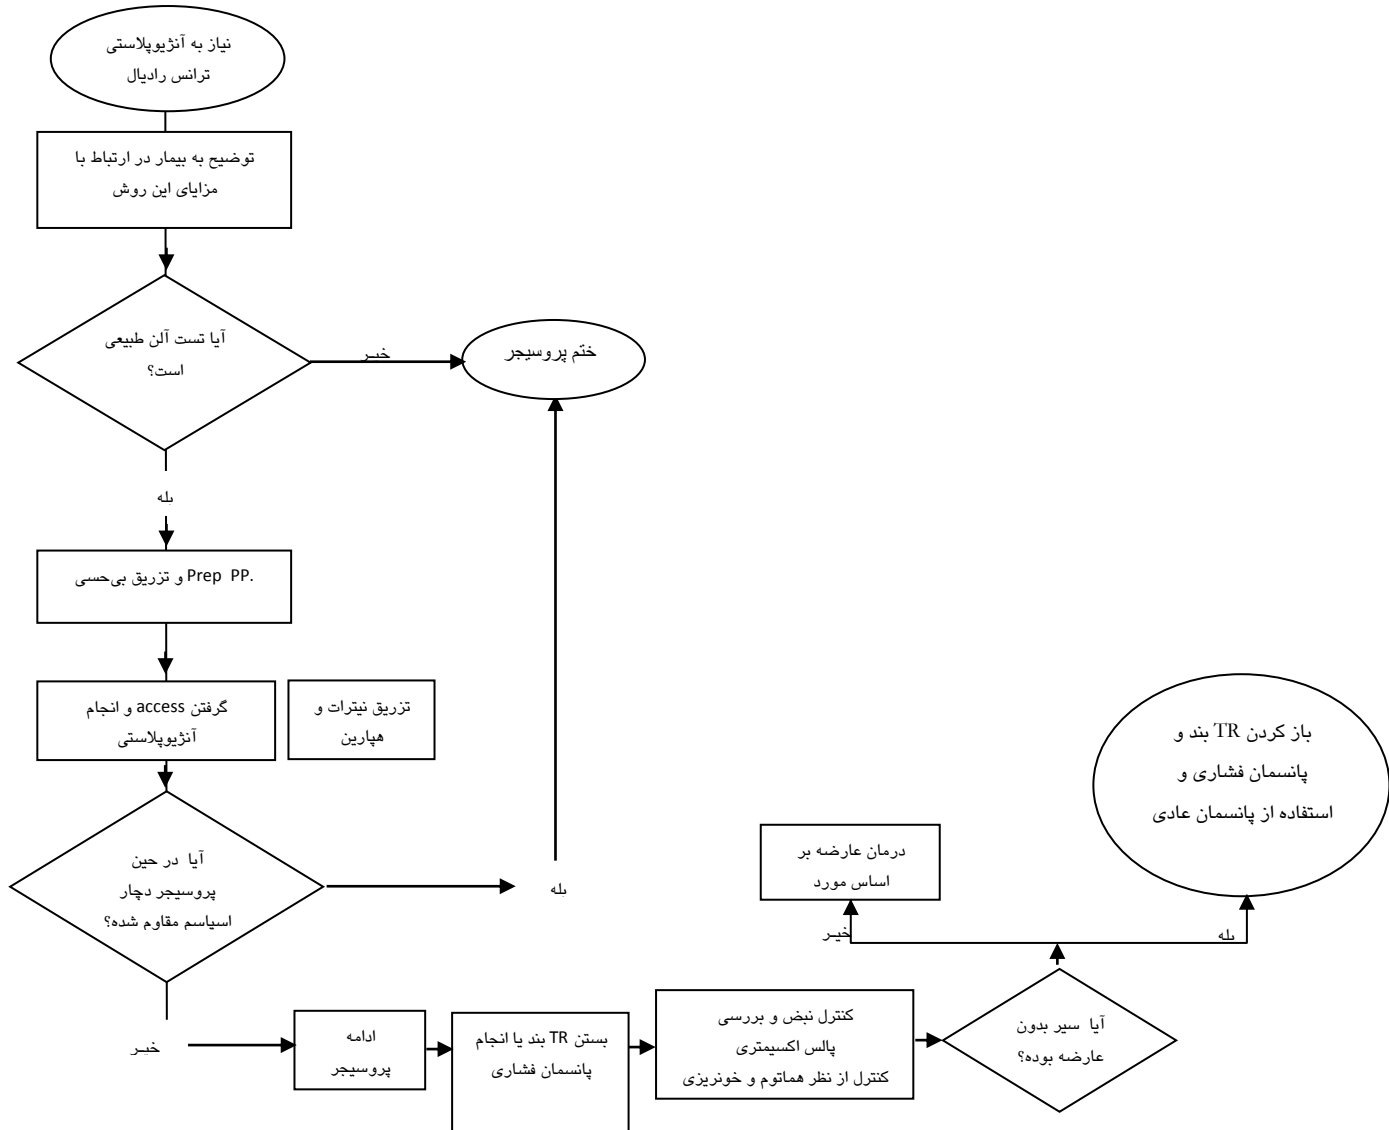 نیاز به آنژیوپلاستی
ترانس رادیال
توضیح به بیمار در ارتباط با
مزایای این روش
آیا تست آلن طبیعی
است؟
خیر
ختم پروسیجر
بله
Prep PP. و تزریق بی‌حسی
گرفتن access و انجام
آنژیوپلاستی
تزریق نیترات و
هپارین
آیا در حین
پروسیجر دچار
اسپاسم مقاوم شده؟
بله
خیر
ادامه
پروسیجر
بستن TR بند یا انجام
پانسمان فشاری
کنترل نبض و بررسی
پالس اکسیمتری
کنترل از نظر هماتوم و خونریزی
آیا سیر بدون
عارضه بوده؟
خیر
درمان عارضه بر
اساس مورد
بله
باز کردن TR بند و
پانسمان فشاری و
استفاده از پانسمان عادی